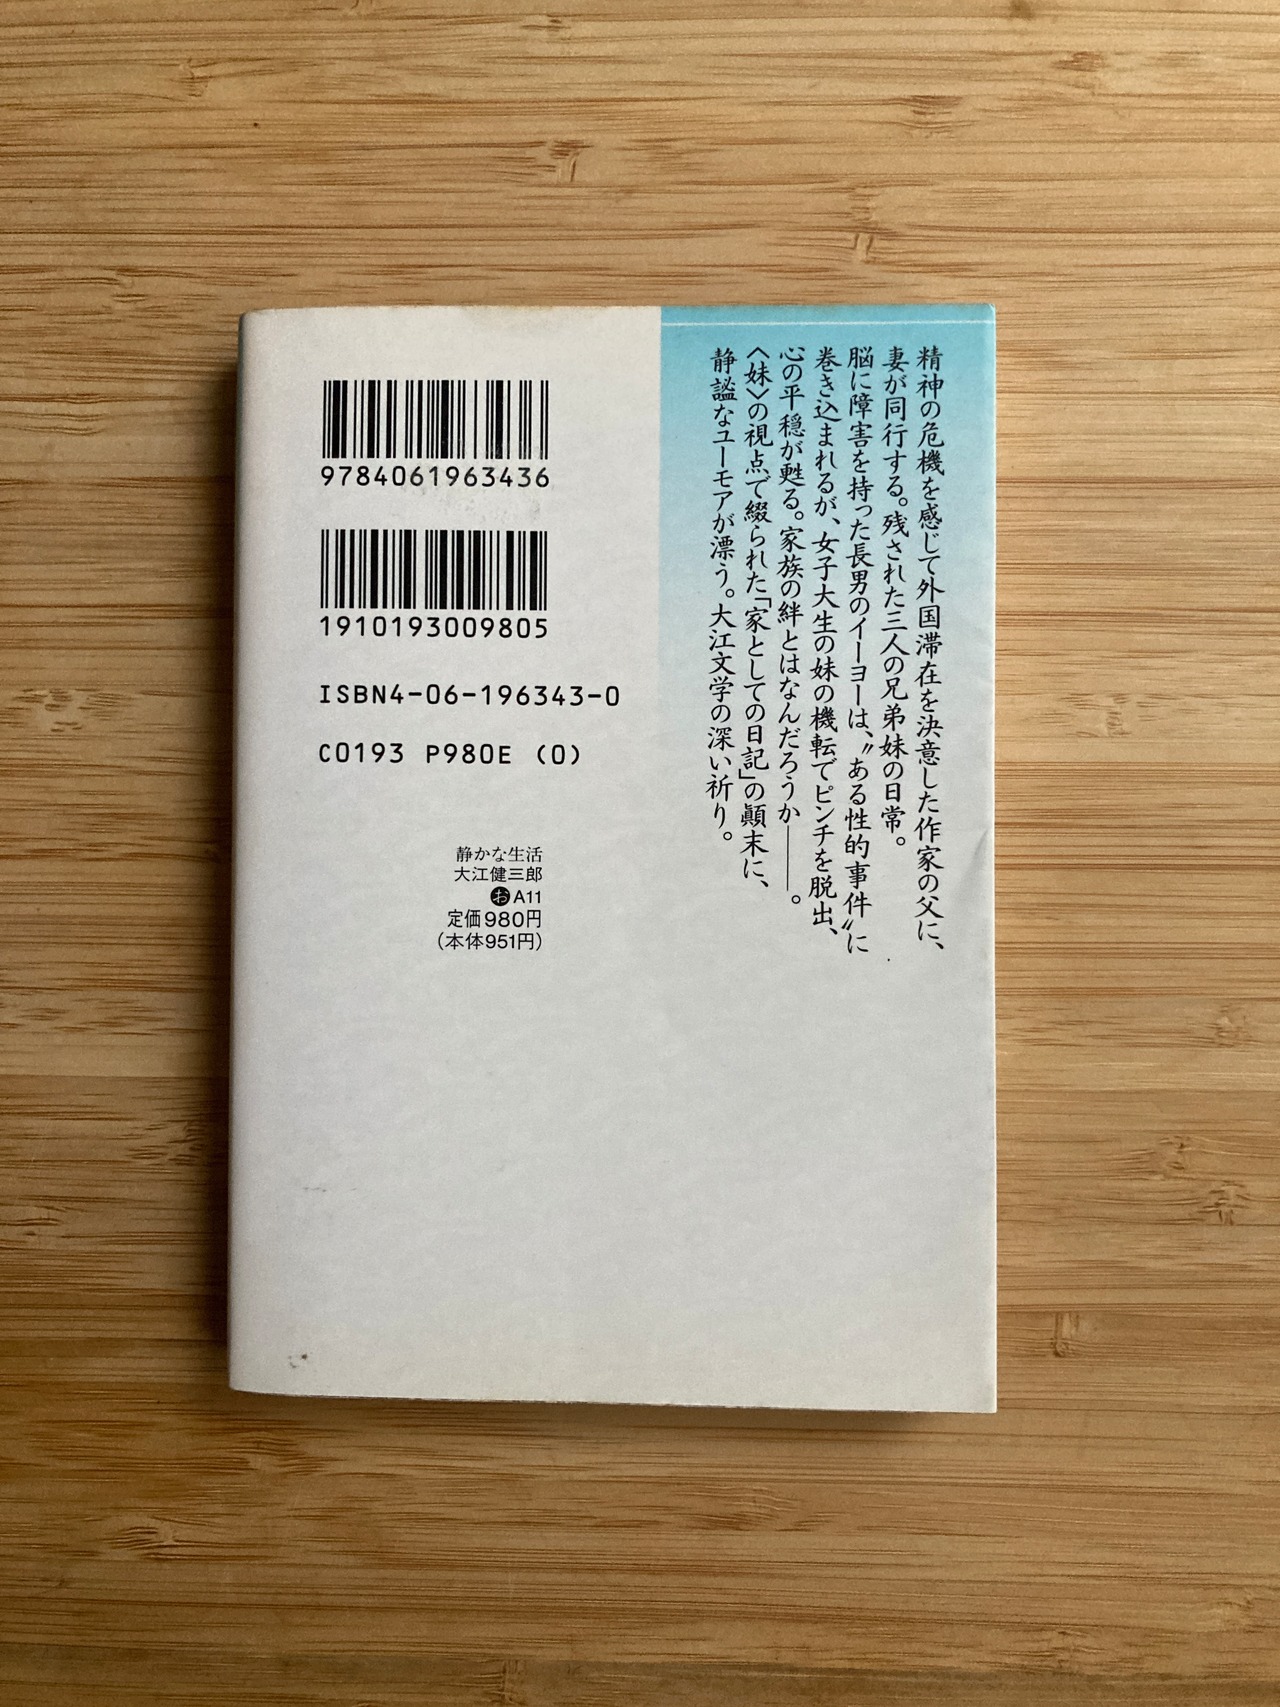 精神の危機を感じて外国滞在を決意した作家の父に、
妻が同行する。残された三人の兄弟妹の日常。
脳に障害を持った長男のイーヨーは、〝ある性的事件〟に
巻き込まれるが、女子大生の妹の機転でピンチを脱出、
心の平穏が甦る。家族の絆とはなんだろうか――。
〈妹〉の視点で綴られた「家としての日記」の顚末に、
静謐なユーモアが漂う。大江文学の深い祈り。
9784061963436
1910193009805
ISBN4-06-196343-0
C0193 P980E (0)
静かな生活
大江健三郎
お A11
定価980円
(本体951円)